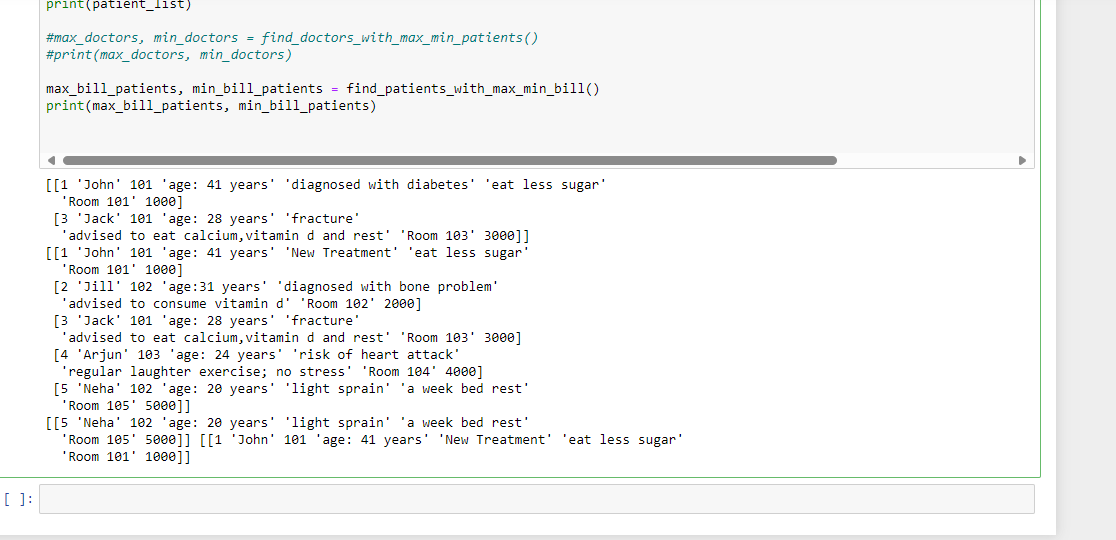 print(patient_list)
#max_doctors, min_doctors = find_doctors_with_max_min_patients()
#print(max_doctors, min_doctors)
max_bill_patients, min_bill_patients = find_patients_with_max_min_bill()
print(max_bill_patients, min_bill_patients)
[[1 'John' 101 'age: 41 years' 'diagnosed with diabetes' 'eat less sugar'
'Room 101' 1000]
[3 'Jack' 101 'age: 28 years' 'fracture'
'advised to eat calcium,vitamin d and rest' 'Room 103' 3000]]
[[1 'John' 101 'age: 41 years' 'New Treatment' 'eat less sugar'
'Room 101' 1000]
[2 'Jill' 102 'age:31 years' 'diagnosed with bone problem'
'advised to consume vitamin d' 'Room 102' 2000]
[3 'Jack' 101 'age: 28 years' 'fracture'
'advised to eat calcium,vitamin d and rest' 'Room 103' 3000]
[4 'Arjun' 103 'age: 24 years' 'risk of heart attack'
'regular laughter exercise; no stress' 'Room 104' 4000]
[5 'Neha' 102 'age: 20 years' 'light sprain' 'a week bed rest'
'Room 105' 5000]]
[[5 'Neha' 102 'age: 20 years' 'light sprain' 'a week bed rest'
'Room 105' 5000]] [[1 'John' 101 'age: 41 years' 'New Treatment' 'eat less sugar'
'Room 101' 1000]]
[ ]: